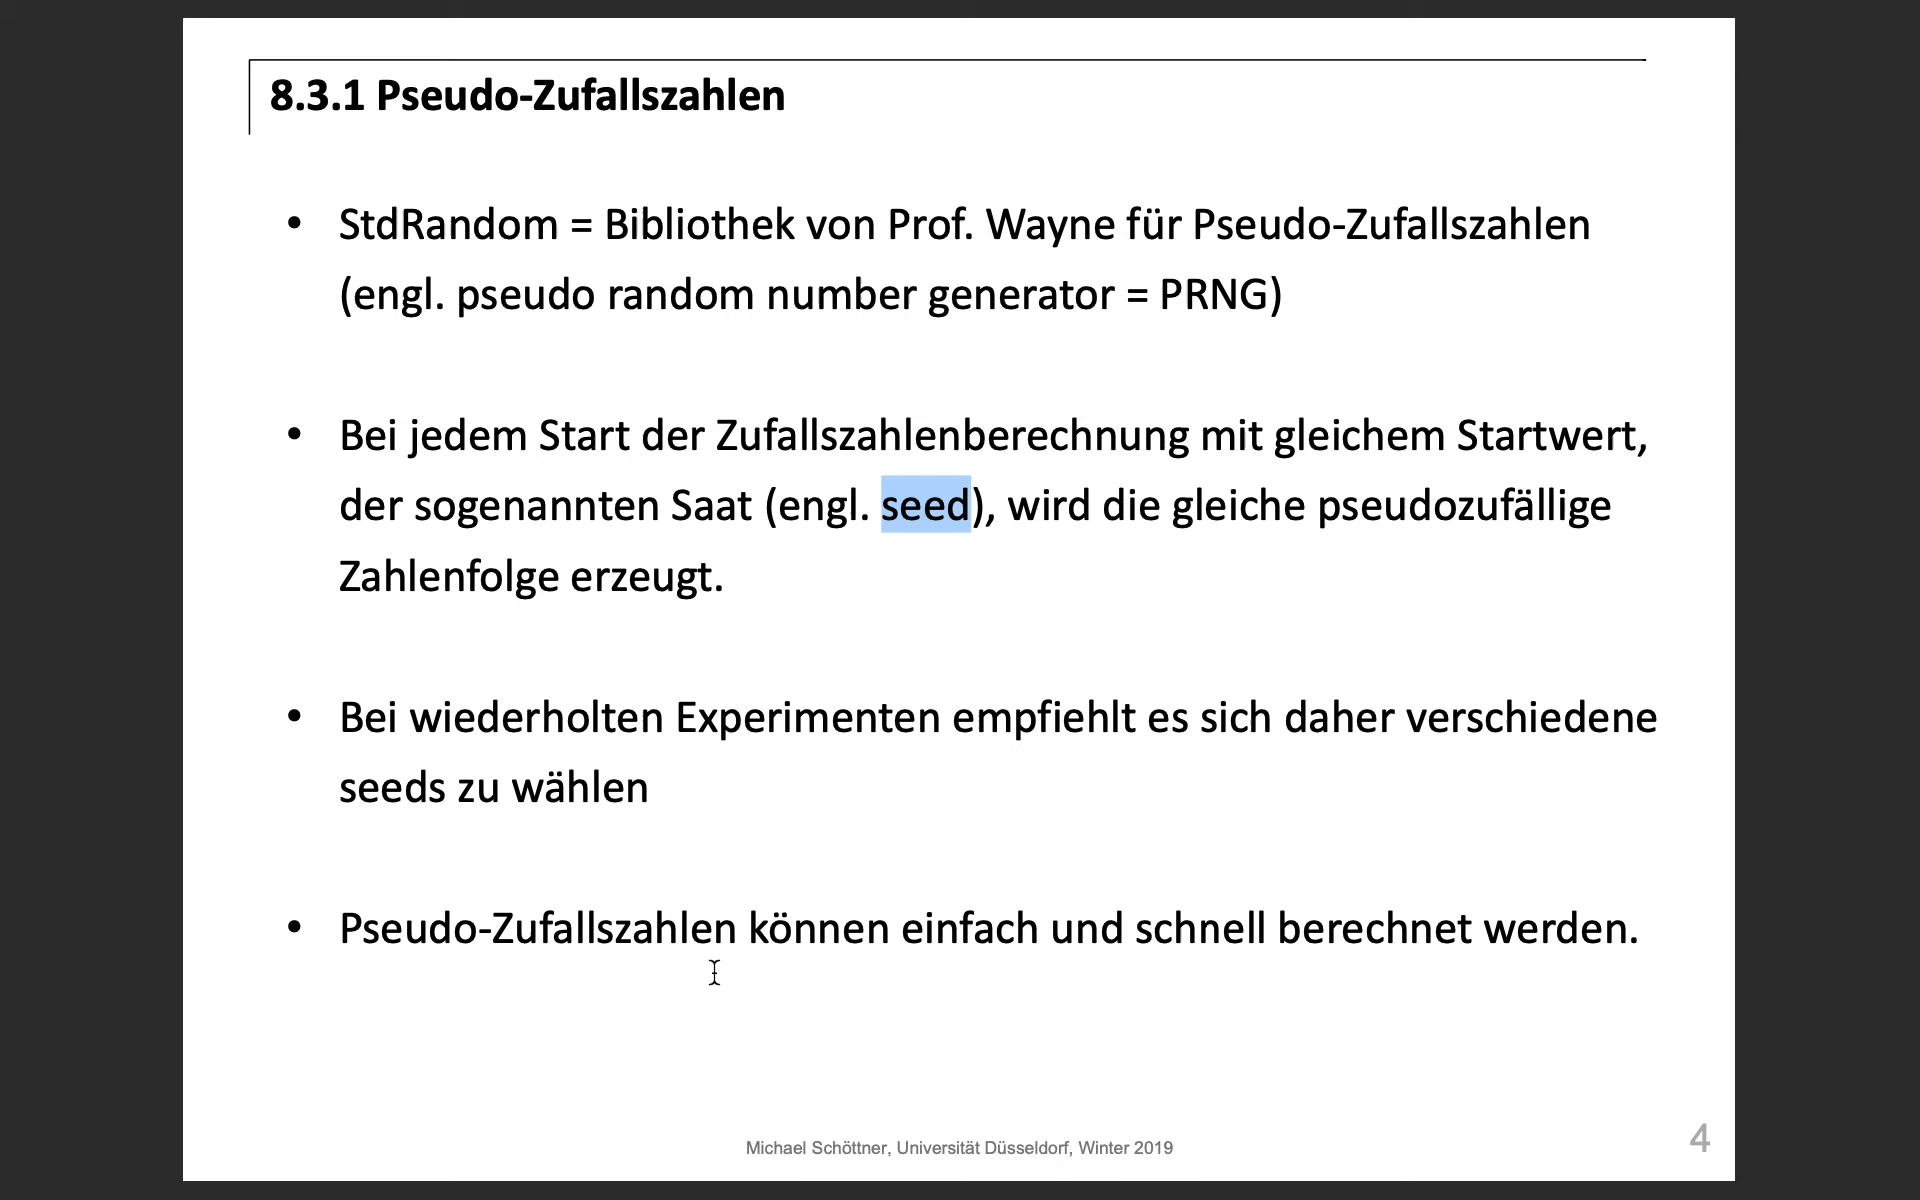 8.3.1 Pseudo-Zufallszahlen
• StdRandom = Bibliothek von Prof. Wayne für Pseudo-Zufallszahlen
(engl. pseudo random number generator = PRNG)
• Bei jedem Start der Zufallszahlenberechnung mit gleichem Startwert,
der sogenannten Saat (engl. seed), wird die gleiche pseudozufällige
Zahlenfolge erzeugt.
• Bei wiederholten Experimenten empfiehlt es sich daher verschiedene
seeds zu wählen
• Pseudo-Zufallszahlen können einfach und schnell berechnet werden.
Michael Schöttner, Universität Düsseldorf, Winter 2019
4